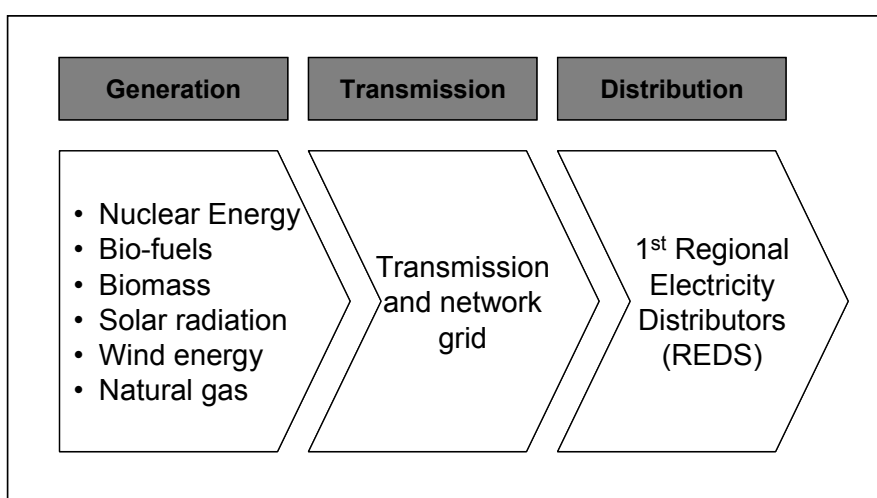 Generation
Transmission
Distribution
• Nuclear Energy
• Bio-fuels
• Biomass
• Solar radiation
• Wind energy
• Natural gas
Transmission
and network
grid
1st Regional
Electricity
Distributors
(REDS)